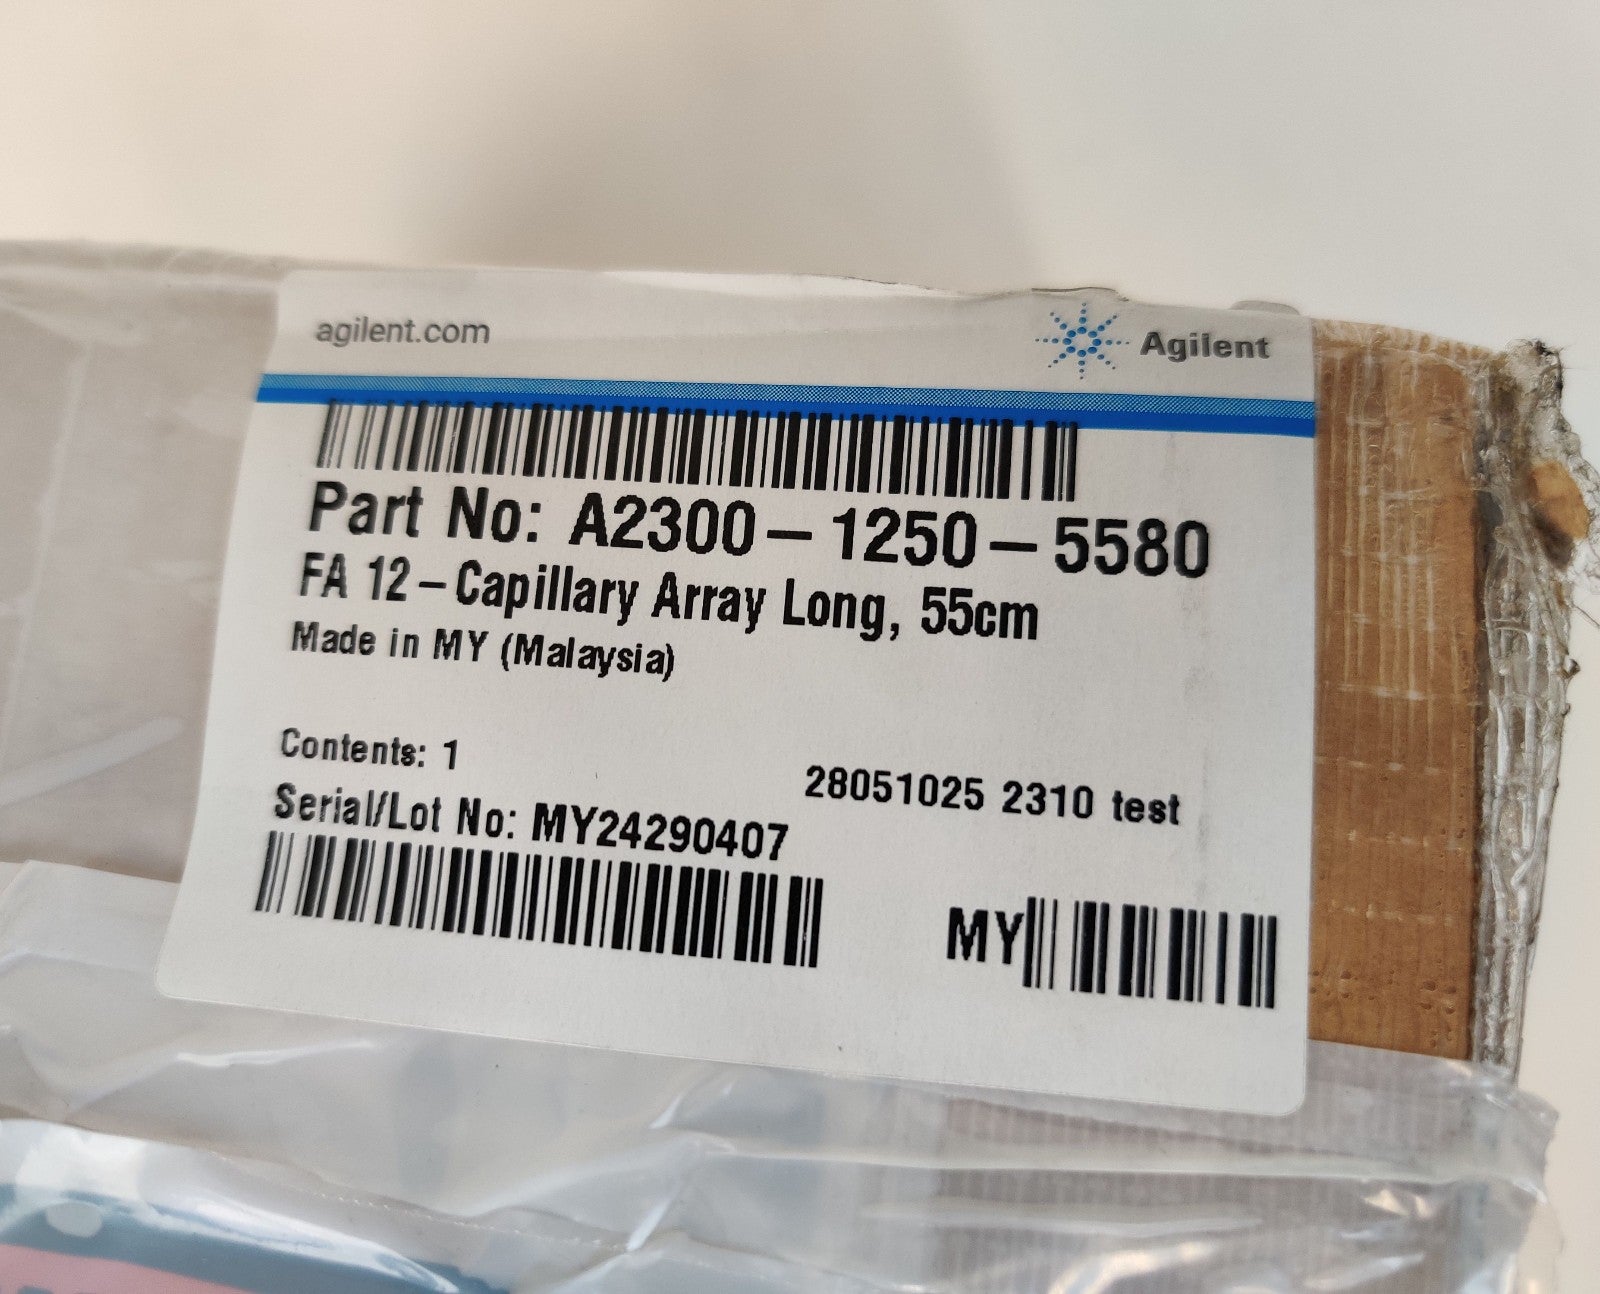 agilent.com
Agilent
Part No: A2300-1250-5580
FA 12-Capillary Array Long, 55cm
Made in MY (Malaysia)
Contents: 1
28051025 2310 test
Serial/Lot No: MY24290407
MY